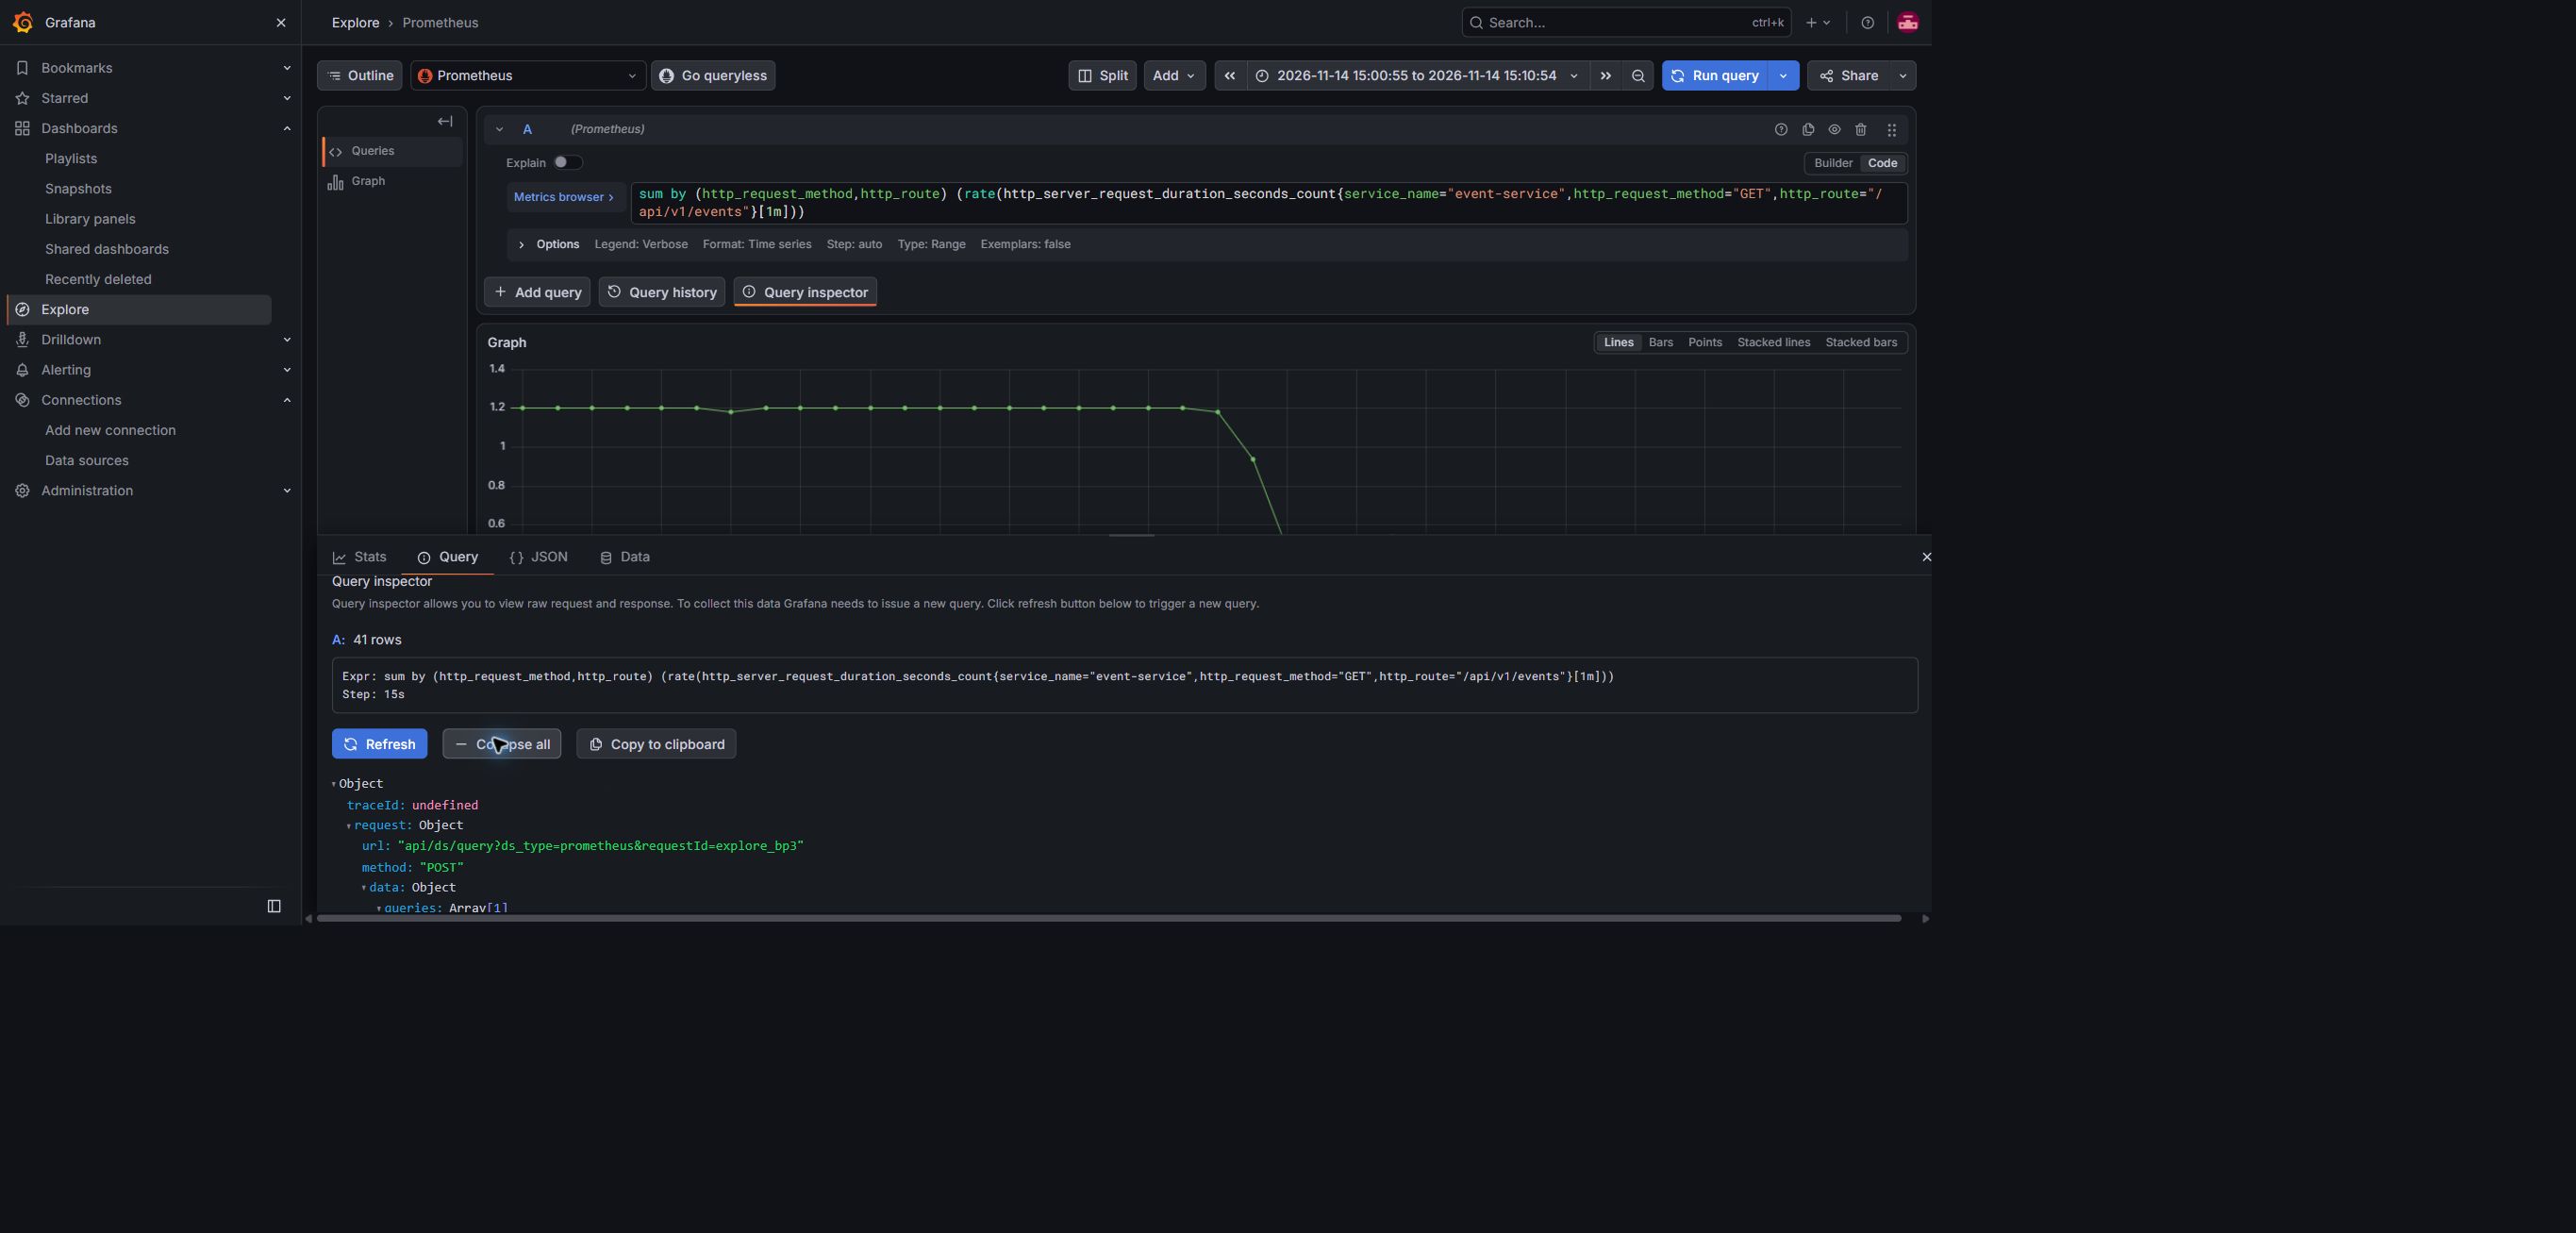 Grafana
Explore › Prometheus
Search...
ctrl+k
Bookmarks
Starred
Dashboards
Playlists
Snapshots
Library panels
Shared dashboards
Recently deleted
Explore
Drilldown
Alerting
Connections
Add new connection
Data sources
Administration
Outline
Prometheus
Go queryless
Split
Add
2026-11-14 15:00:55 to 2026-11-14 15:10:54
Run query
Share
Queries
Graph
A (Prometheus)
Explain
Builder
Code
Metrics browser ›
sum by (http_request_method,http_route) (rate(http_server_request_duration_seconds_count{service_name="event-service",http_request_method="GET",http_route="/
api/v1/events"}[1m]))
Options Legend: Verbose Format: Time series Step: auto Type: Range Exemplars: false
+ Add query
Query history
Query inspector
Graph
Lines Bars Points Stacked lines Stacked bars
1.4
1.2
1
0.8
0.6
Stats
Query
{} JSON
Data
Query inspector
Query inspector allows you to view raw request and response. To collect this data Grafana needs to issue a new query. Click refresh button below to trigger a new query.
A: 41 rows
Expr: sum by (http_request_method,http_route) (rate(http_server_request_duration_seconds_count{service_name="event-service",http_request_method="GET",http_route="/api/v1/events"}[1m]))
Step: 15s
Refresh
all
Copy to clipboard
Object
traceId: undefined
request: Object
url: "api/ds/query?ds_type=prometheus&requestId=explore_bp3"
method: "POST"
data: Object
queries: Array[1]